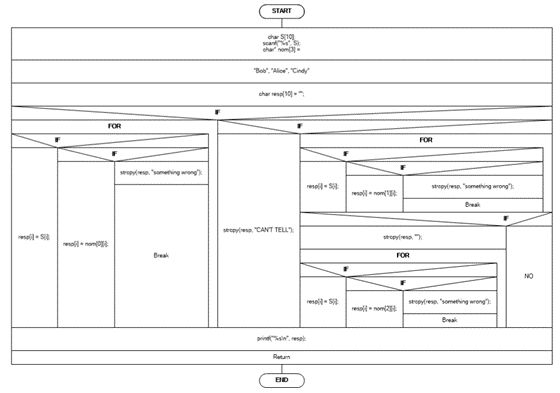 START
char S[10];
scanf("%s", S);
char* nom[3] =
"Bob", "Alice", "Cindy"
char resp[10] = "";
IF
FOR
IF
IF
FOR
IF
IF
IF
IF
strcpy(resp, "something wrong");
resp[i] = S[i];
resp[i] = nom[1][i];
strcpy(resp, "something wrong");
Break
IF
resp[i] = S[i];
resp[i] = nom[0][i];
Break
strcpy(resp, "CAN'T TELL");
strcpy(resp, "");
FOR
NO
IF
IF
resp[i] = S[i];
resp[i] = nom[2][i];
strcpy(resp, "something wrong");
Break
printf("%s\n", resp);
Return
END